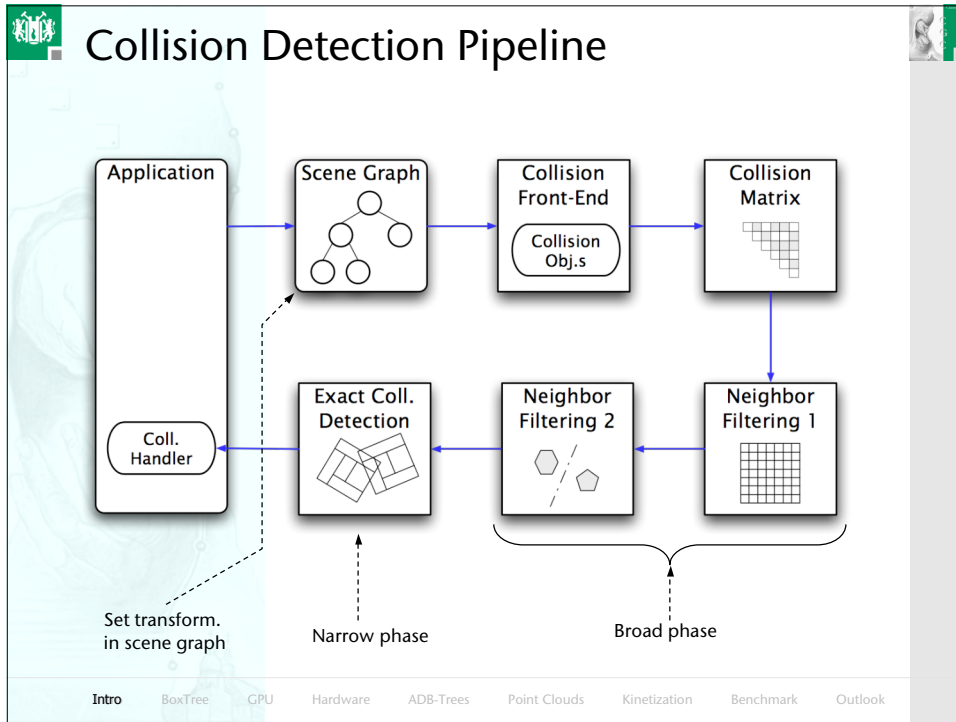 Collision Detection Pipeline
Application
Scene Graph
Collision
Front-End
Collision
Obj.s
Collision
Matrix
Exact Coll.
Detection
Neighbor
Filtering 2
Neighbor
Filtering 1
Coll.
Handler
Set transform.
in scene graph
Narrow phase
Broad phase
Intro BoxTree GPU Hardware ADB-Trees Point Clouds Kinetization Benchmark Outlook